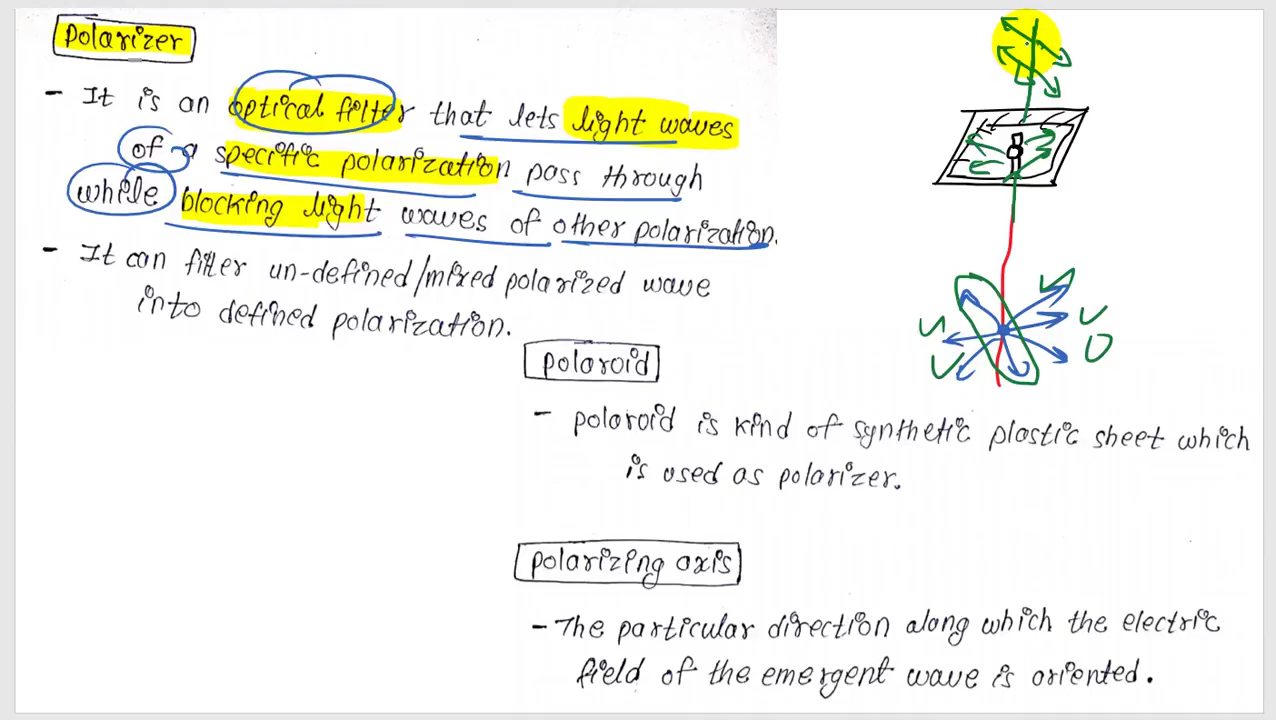 Polarizer
- It is an optical filter that lets light waves
of a specific polarization pass through
while blocking light waves of other polarization.
- It can filter un-defined/mixed polarized wave
into defined polarization.
polaroid
- polaroid is kind of synthetic plastic sheet which
is used as polarizer.
polarizing axis
- The particular direction along which the electric
field of the emergent wave is oriented.